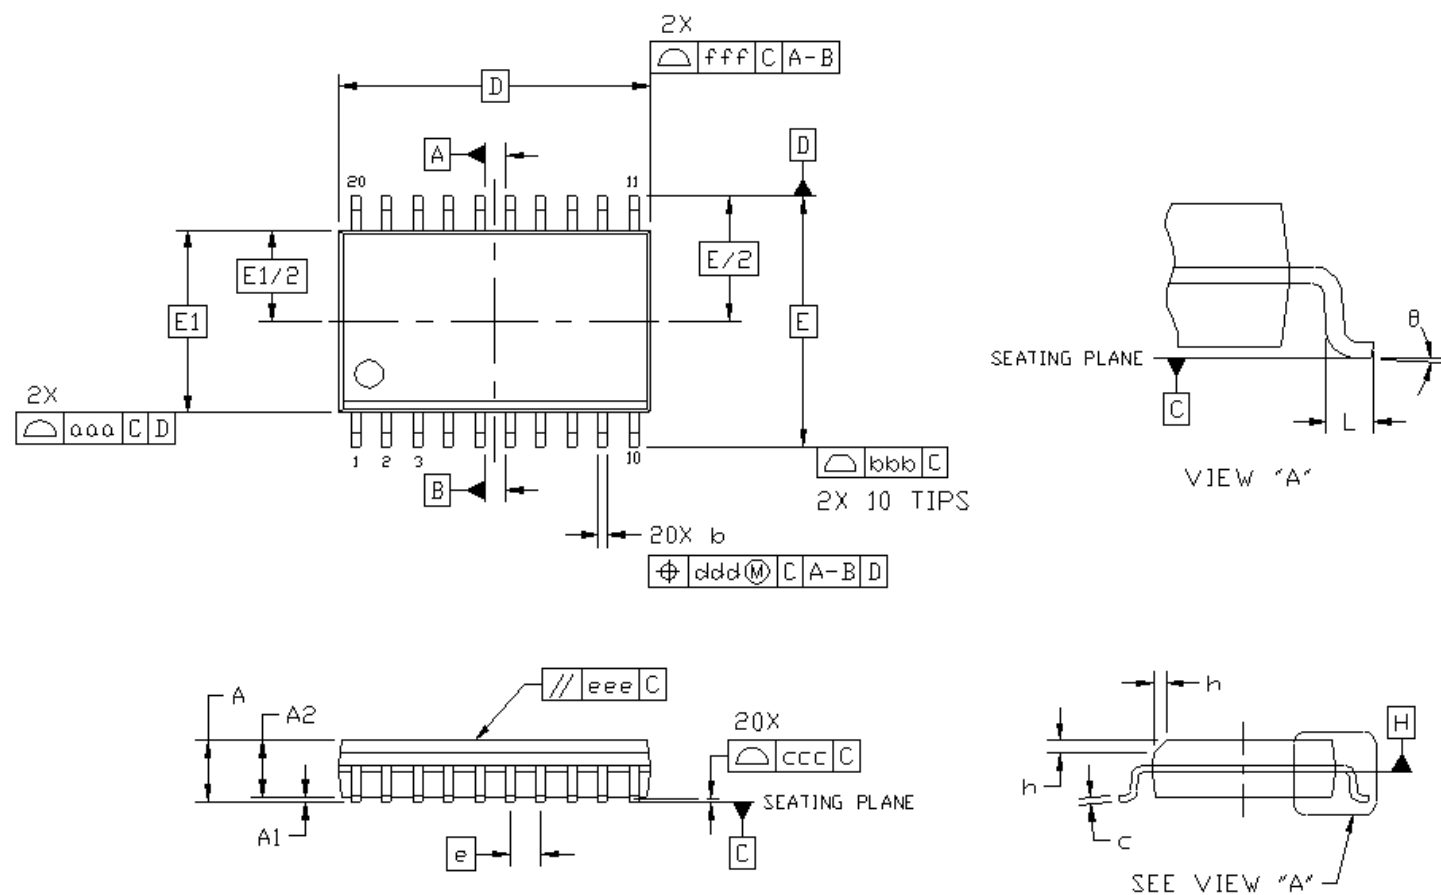 2X
⌓ fff C A-B
D
A
D
20
11
E1/2
E/2
E1
E
θ
SEATING PLANE
C
L
VIEW "A"
2X
⌓ aaa C D
1
2
3
10
B
⌓ bbb C
2X 10 TIPS
20X b
⌖ ddd Ⓜ C A-B D
// eee C
A
A2
20X
⌓ ccc C
SEATING PLANE
A1
e
C
h
H
h
c
SEE VIEW "A"